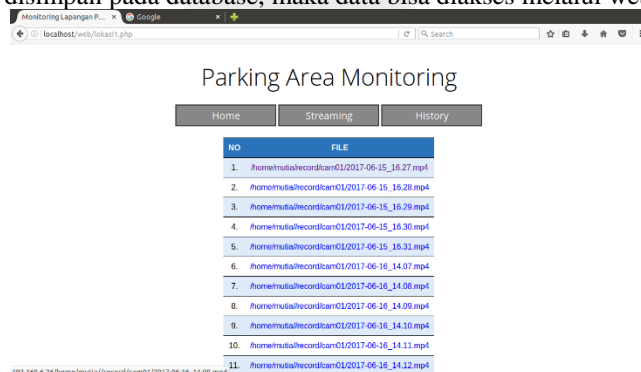 disimpan pada database, maka data bisa diakses melalui we
Monitoring Lapangan P... × Google ×
localhost/web/lokasi1.php Search
Parking Area Monitoring
Home Streaming History
NO FILE
1. /home/mutia//record/cam01/2017-06-15_16.27.mp4
2. /home/mutia//record/cam01/2017-06-15_16.28.mp4
3. /home/mutia//record/cam01/2017-06-15_16.29.mp4
4. /home/mutia//record/cam01/2017-06-15_16.30.mp4
5. /home/mutia//record/cam01/2017-06-15_16.31.mp4
6. /home/mutia//record/cam01/2017-06-16_14.07.mp4
7. /home/mutia//record/cam01/2017-06-16_14.08.mp4
8. /home/mutia//record/cam01/2017-06-16_14.09.mp4
9. /home/mutia//record/cam01/2017-06-16_14.10.mp4
10. /home/mutia//record/cam01/2017-06-16_14.11.mp4
11. /home/mutia//record/cam01/2017-06-16_14.12.mp4